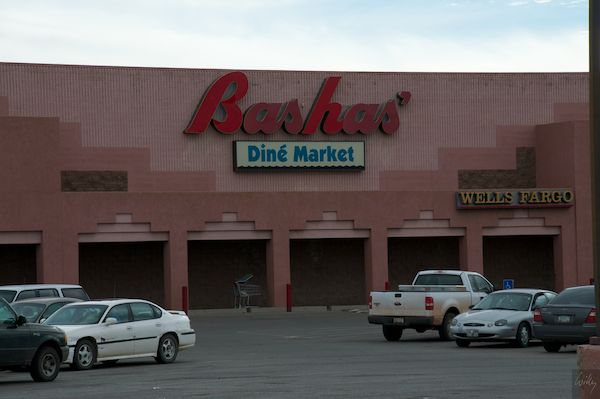 Bashas'
Diné Market
WELLS FARGO